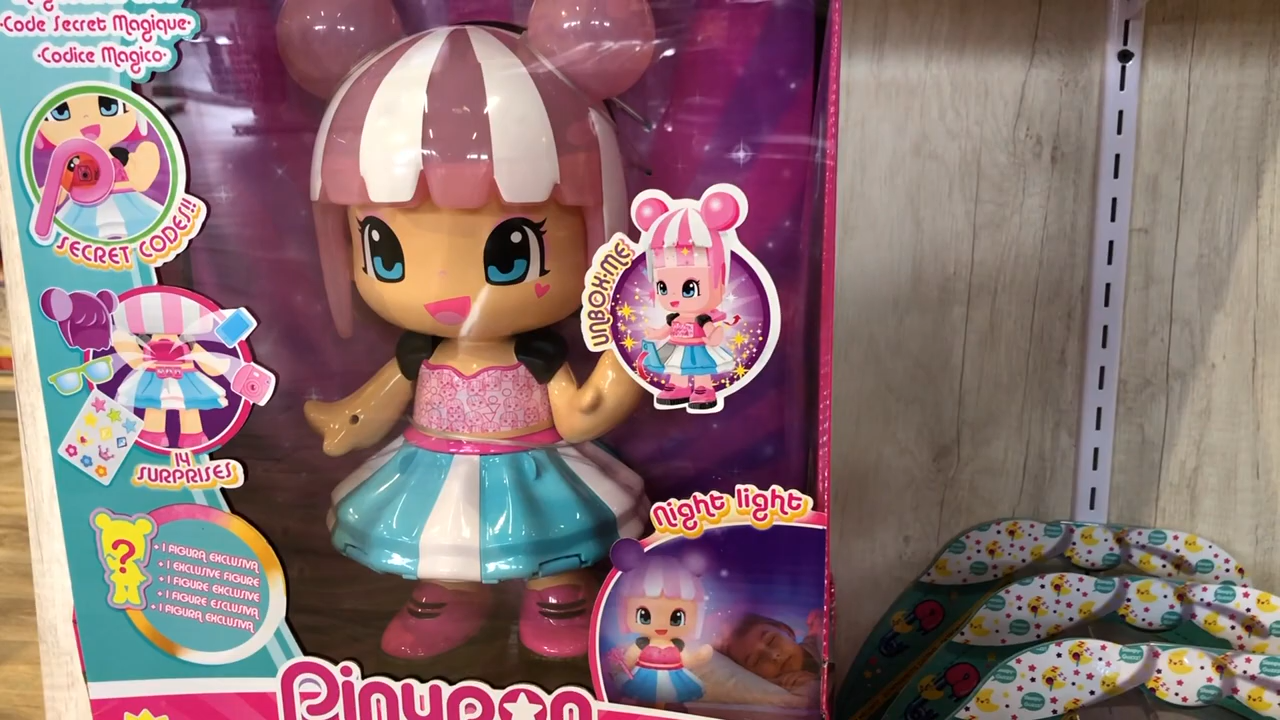 ·Code Secret Magique·
·Codice Magico·
SECRET CODES!!
UNBOX·ME
14
SURPRISES
+ 1 FIGURA EXCLUSIVA
+ 1 EXCLUSIVE FIGURE
+ 1 FIGURE EXCLUSIVE
+ 1 FIGURE ESCLUSIVA
+ 1 FIGURA EXCLUSIVA
night light
Pinypon